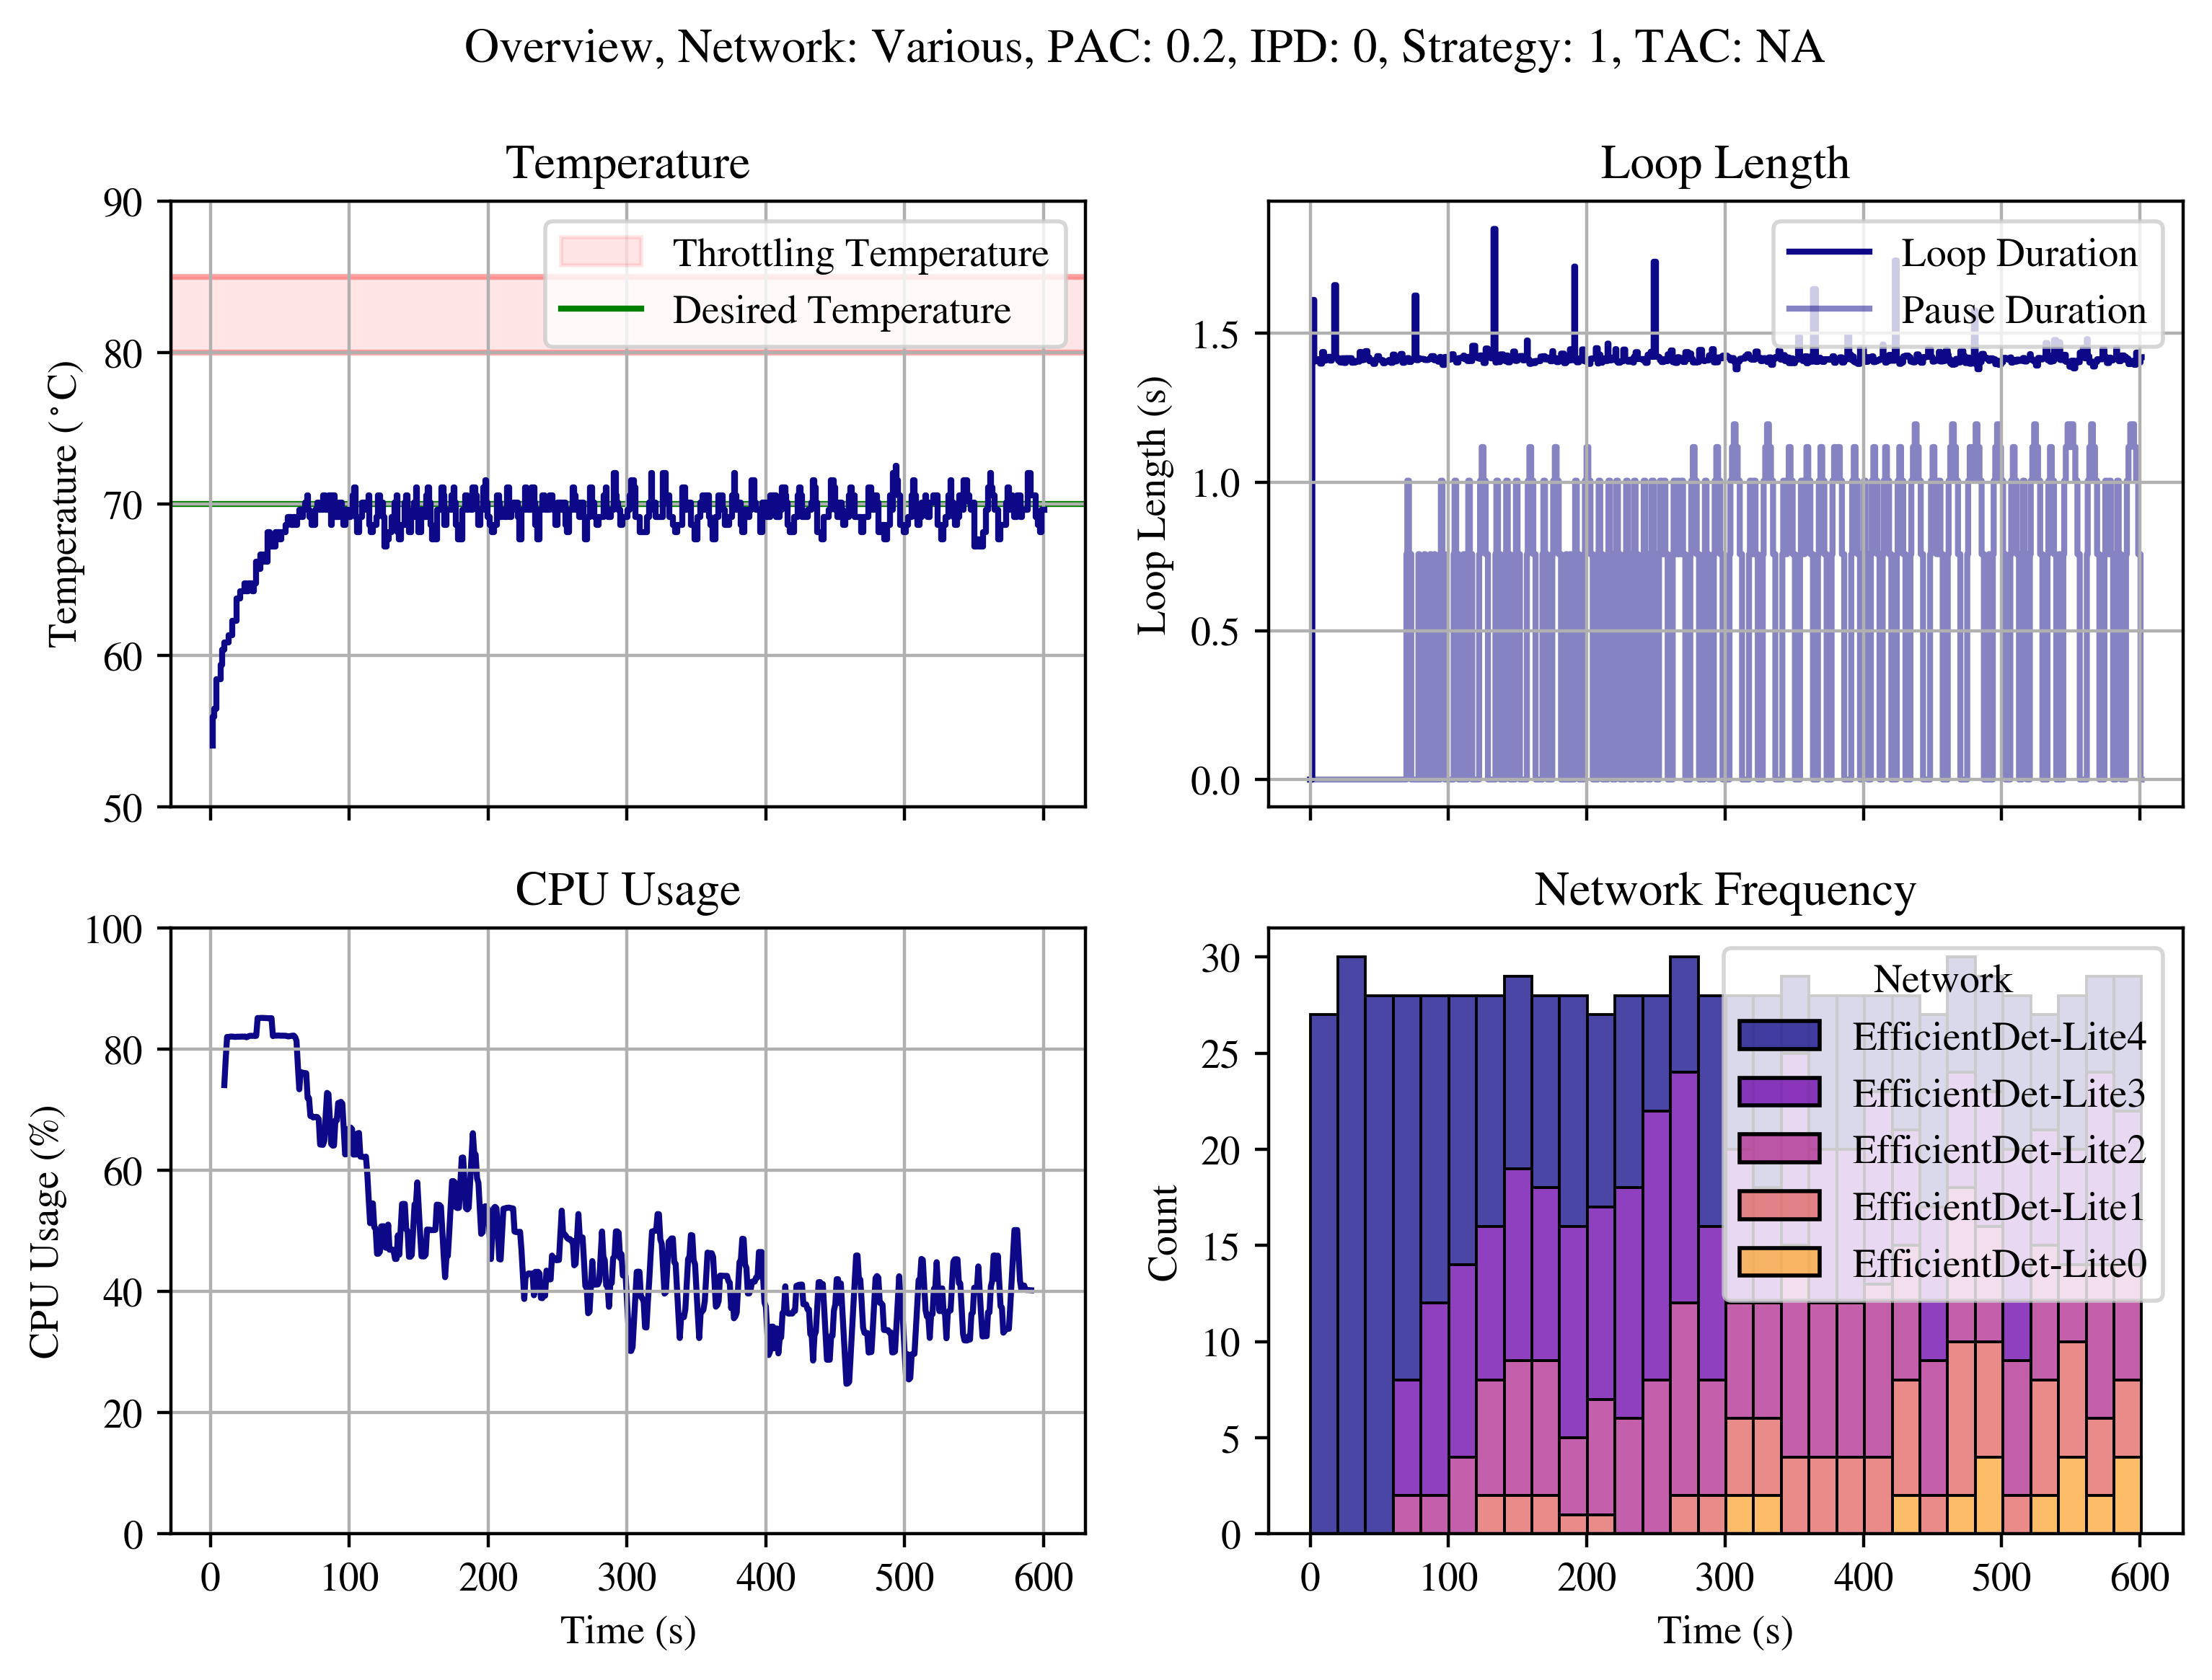 Overview, Network: Various, PAC: 0.2, IPD: 0, Strategy: 1, TAC: NA
Temperature
90
80
70
60
50
Temperature (°C)
Throttling Temperature
Desired Temperature
Loop Length
1.5
1.0
0.5
0.0
Loop Length (s)
Loop Duration
Pause Duration
CPU Usage
100
80
60
40
20
0
CPU Usage (%)
0 100 200 300 400 500 600
Time (s)
Network Frequency
30
25
20
15
10
5
0
Count
Network
EfficientDet-Lite4
EfficientDet-Lite3
EfficientDet-Lite2
EfficientDet-Lite1
EfficientDet-Lite0
0 100 200 300 400 500 600
Time (s)